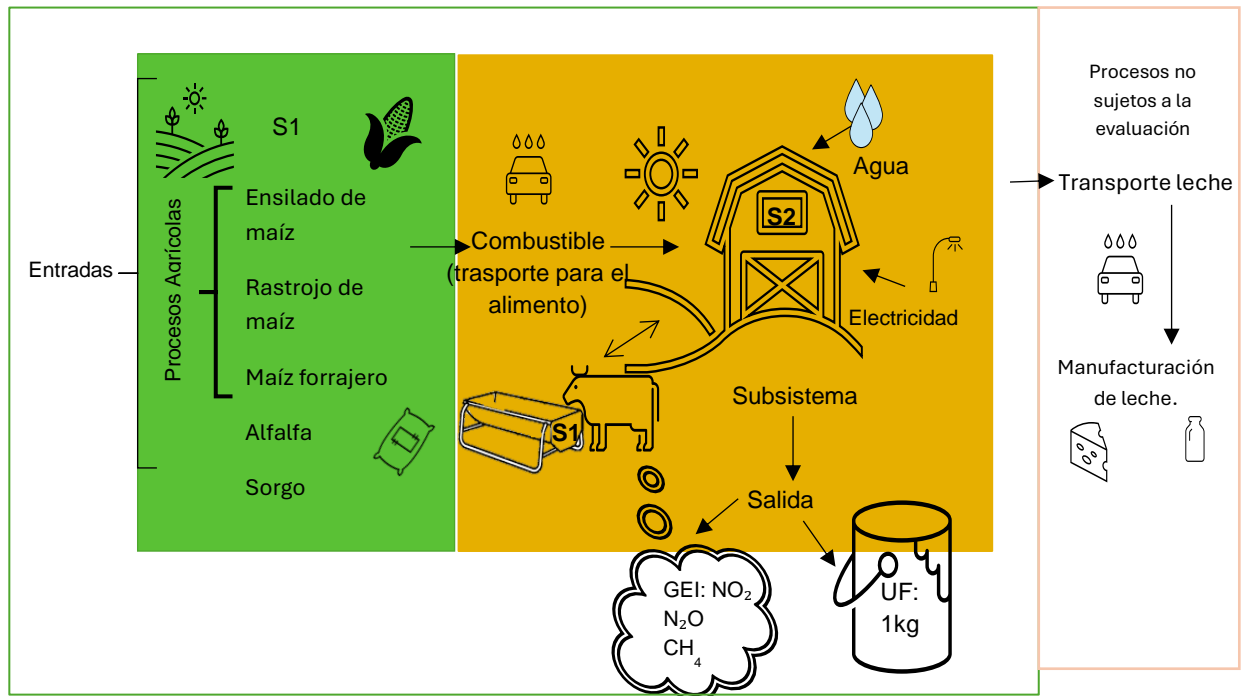 Entradas
Procesos Agrícolas
S1
Ensilado de
maíz
Rastrojo de
maíz
Maíz forrajero
Alfalfa
Sorgo
Combustible
(trasporte para el
alimento)
S1
S2
Agua
Electricidad
Subsistema
Salida
GEI: NO₂
N₂O
CH₄
UF:
1kg
Procesos no
sujetos a la
evaluación
Transporte leche
Manufacturación
de leche.